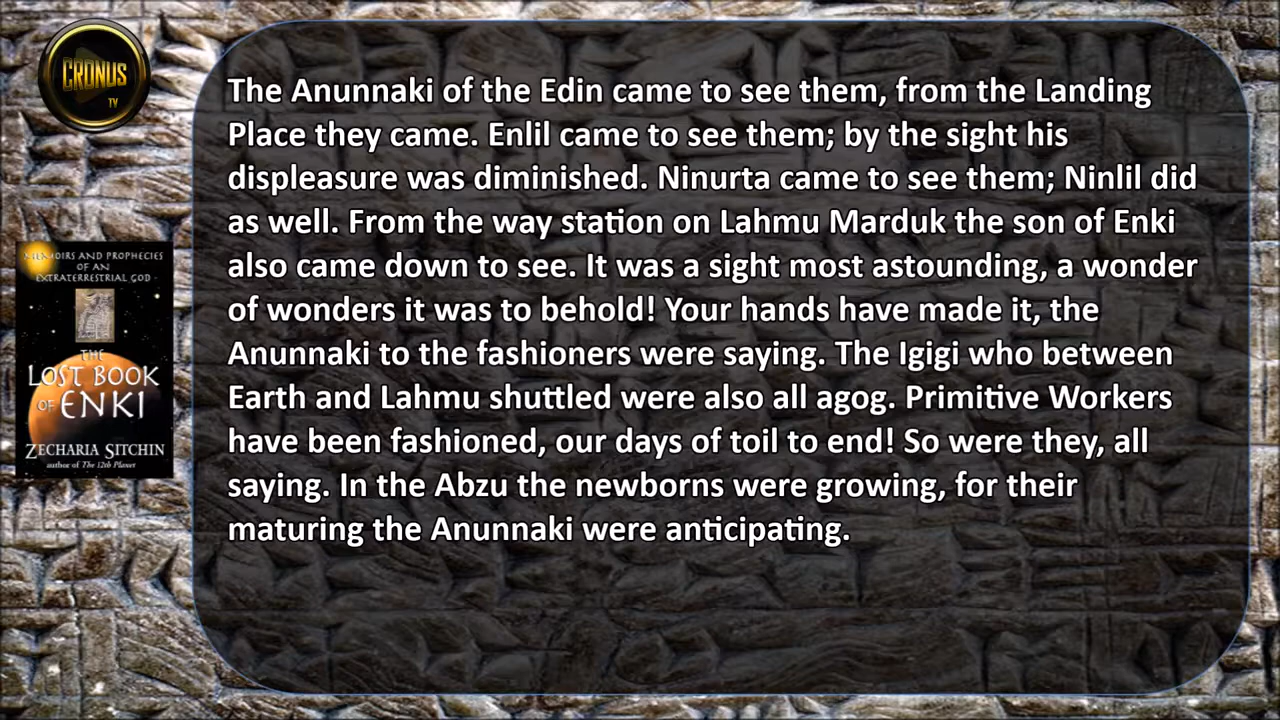 CRONUS
TV
The Anunnaki of the Edin came to see them, from the Landing
Place they came. Enlil came to see them; by the sight his
displeasure was diminished. Ninurta came to see them; Ninlil did
as well. From the way station on Lahmu Marduk the son of Enki
also came down to see. It was a sight most astounding, a wonder
of wonders it was to behold! Your hands have made it, the
Anunnaki to the fashioners were saying. The Igigi who between
Earth and Lahmu shuttled were also all agog. Primitive Workers
have been fashioned, our days of toil to end! So were they, all
saying. In the Abzu the newborns were growing, for their
maturing the Anunnaki were anticipating.
MEMOIRS AND PROPHECIES
OF AN
EXTRATERRESTRIAL GOD
THE
LOST BOOK
OF ENKI
ZECHARIA SITCHIN
author of The 12th Planet